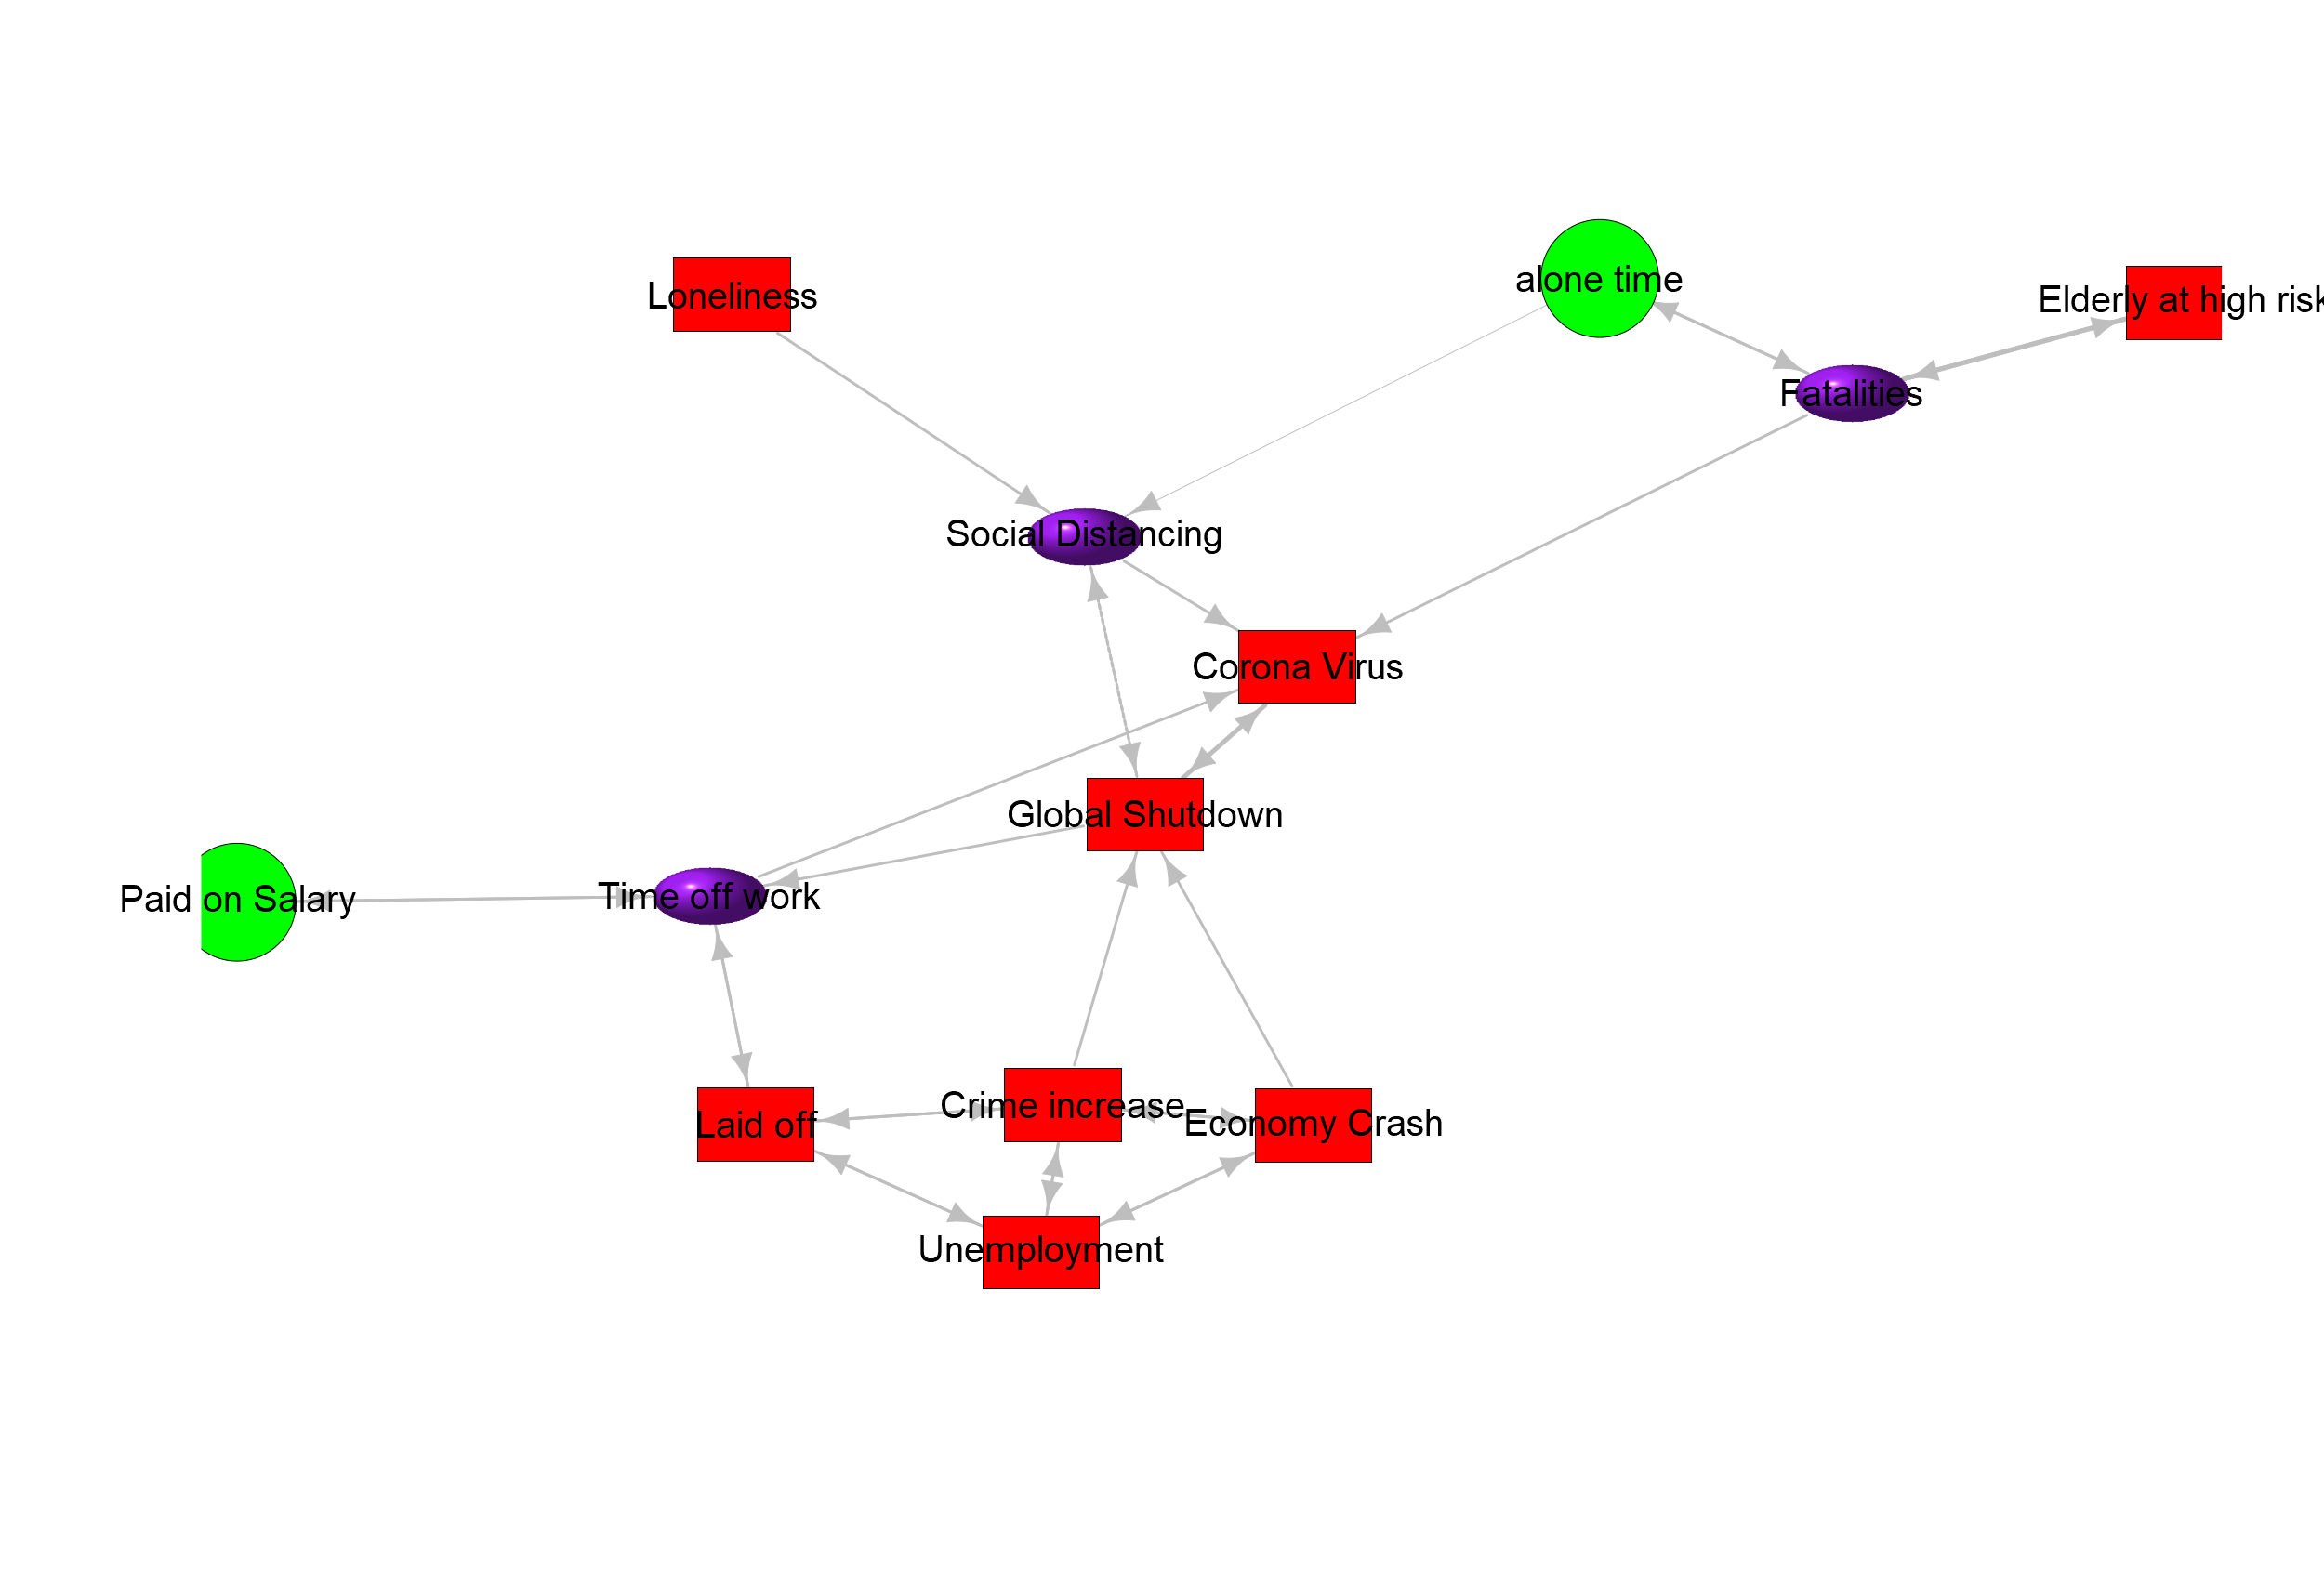 alone time
Loneliness
Elderly at high risk
Fatalities
Social Distancing
Corona Virus
Global Shutdown
Paid on Salary
Time off work
Crime increase
Laid off
Economy Crash
Unemployment